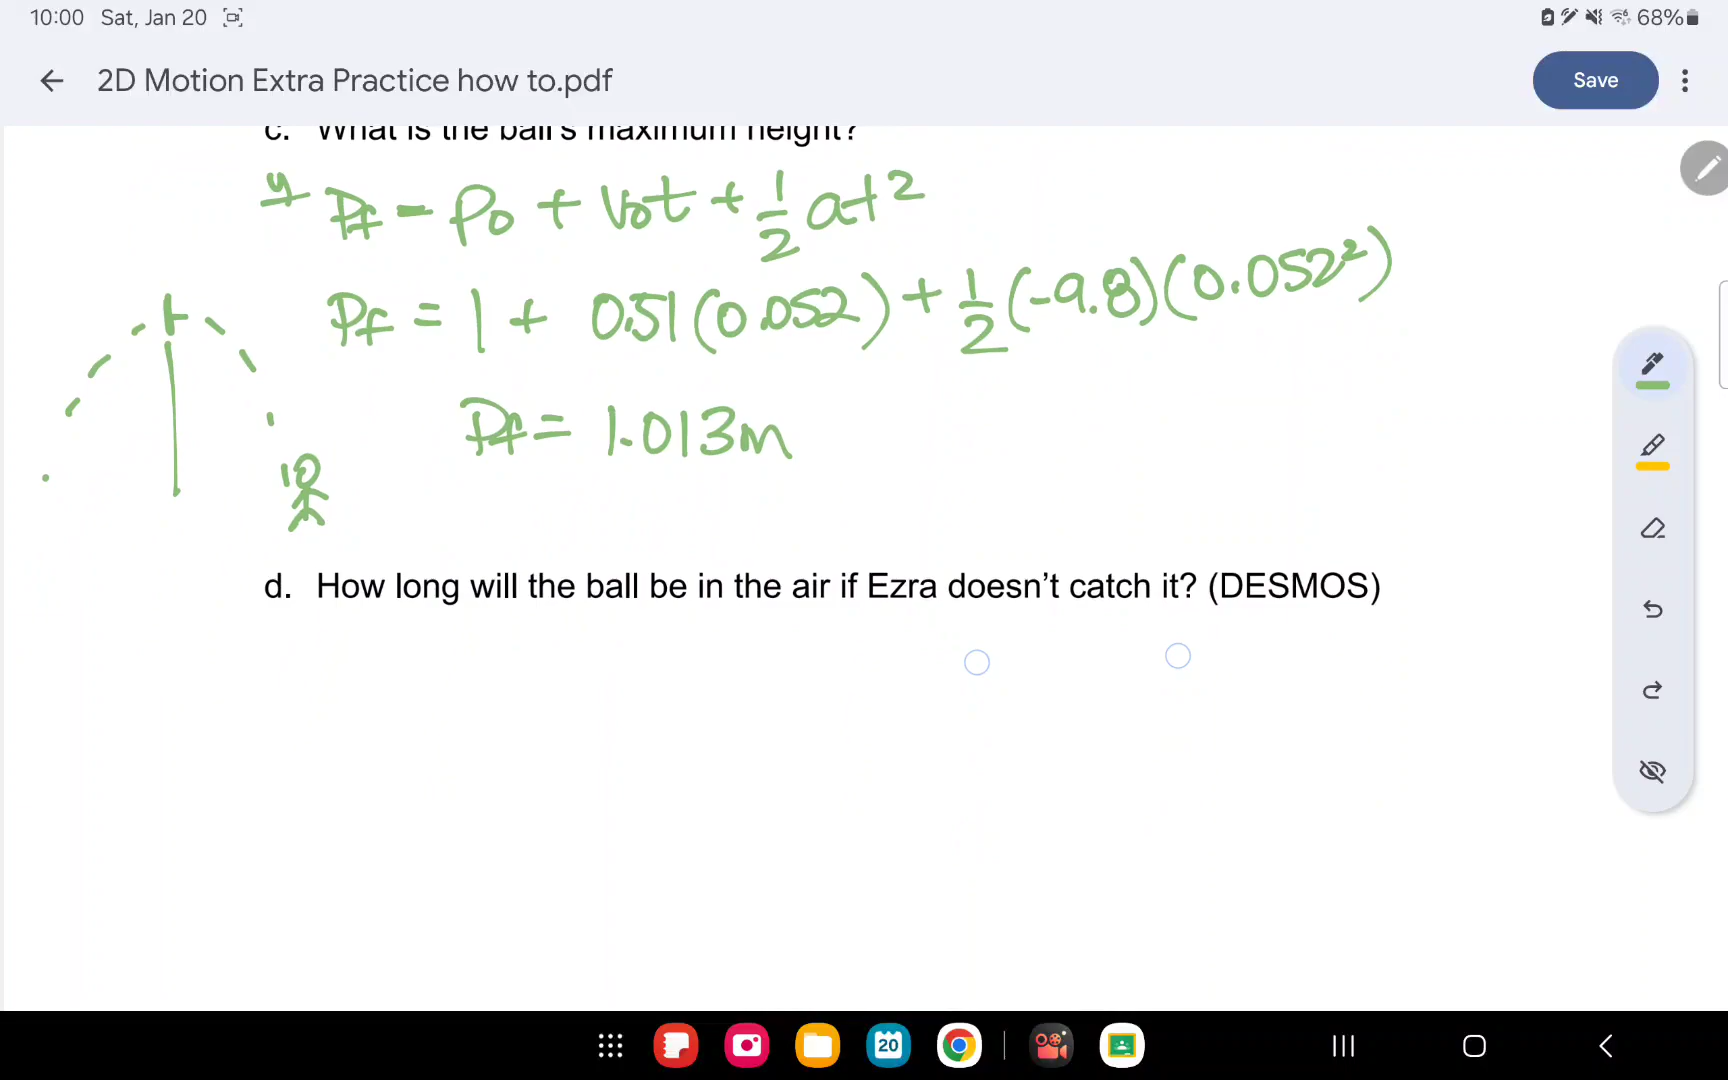 10:00 Sat, Jan 20
68%
2D Motion Extra Practice how to.pdf
Save
c. What is the ball's maximum height?
y Pf = Po + Vot + 1/2 at²
Pf = 1 + 0.51(0.052) + 1/2 (-9.8)(0.052²)
Pf = 1.013m
d. How long will the ball be in the air if Ezra doesn't catch it? (DESMOS)
20